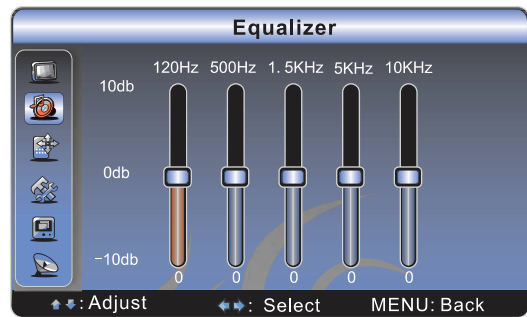 Equalizer
120Hz 500Hz 1.5KHz 5KHz 10KHz
10db
0db
-10db
0 0 0 0 0
: Adjust : Select MENU: Back